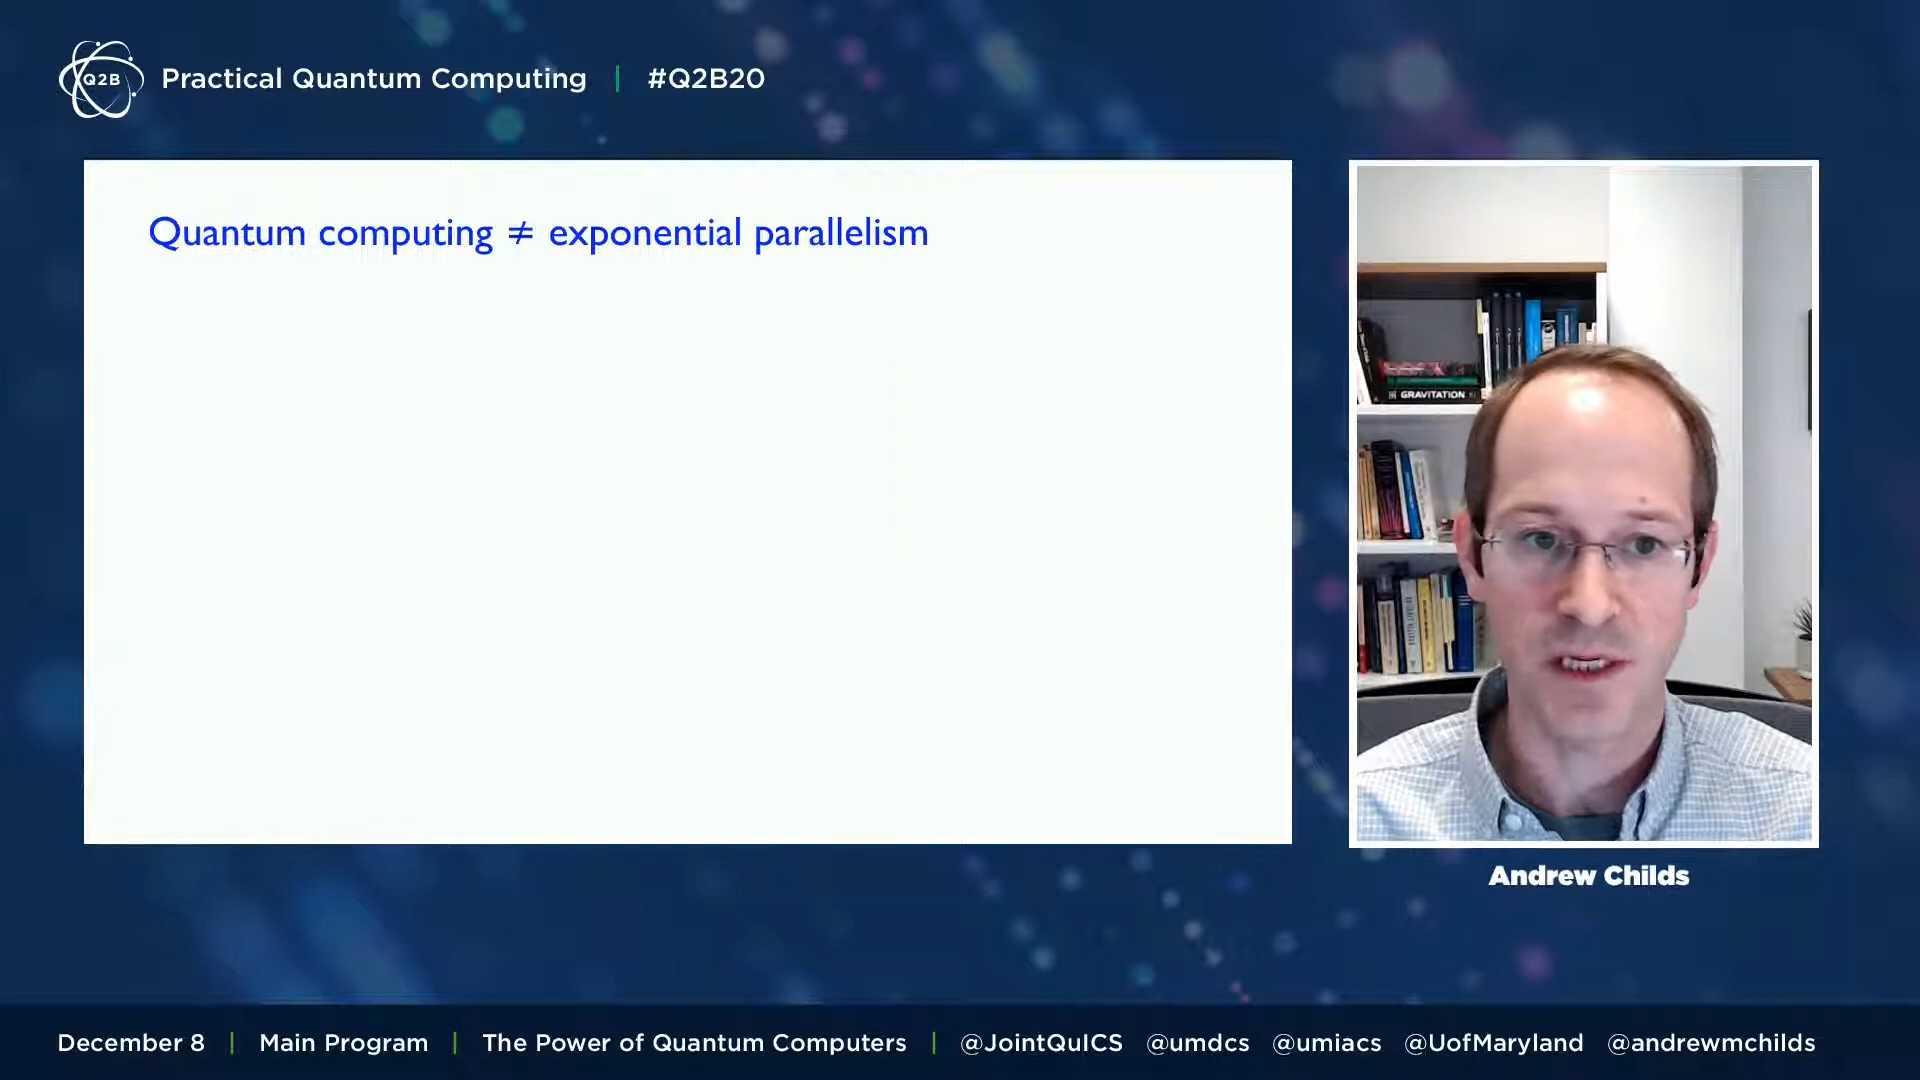 Q2B
Practical Quantum Computing | #Q2B20
Quantum computing ≠ exponential parallelism
GRAVITATION
Andrew Childs
December 8 | Main Program | The Power of Quantum Computers | @JointQuICS @umdcs @umiacs @UofMaryland @andrewmchilds